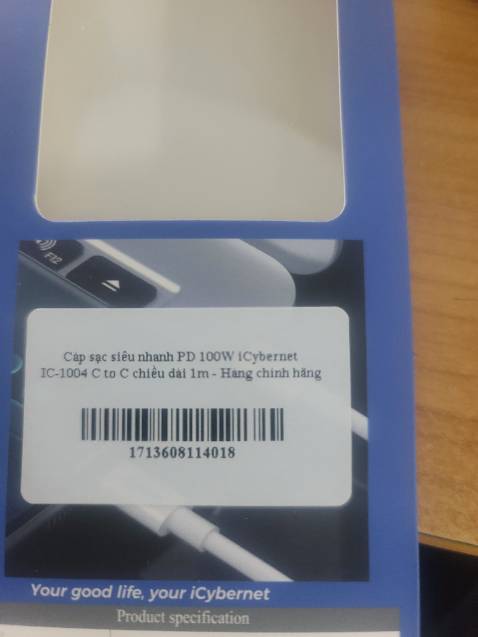 F12
Cáp sạc siêu nhanh PD 100W iCybernet
IC-1004 C to C chiều dài 1m - Hàng chính hãng
1713608114018
Your good life, your iCybernet
Product specification